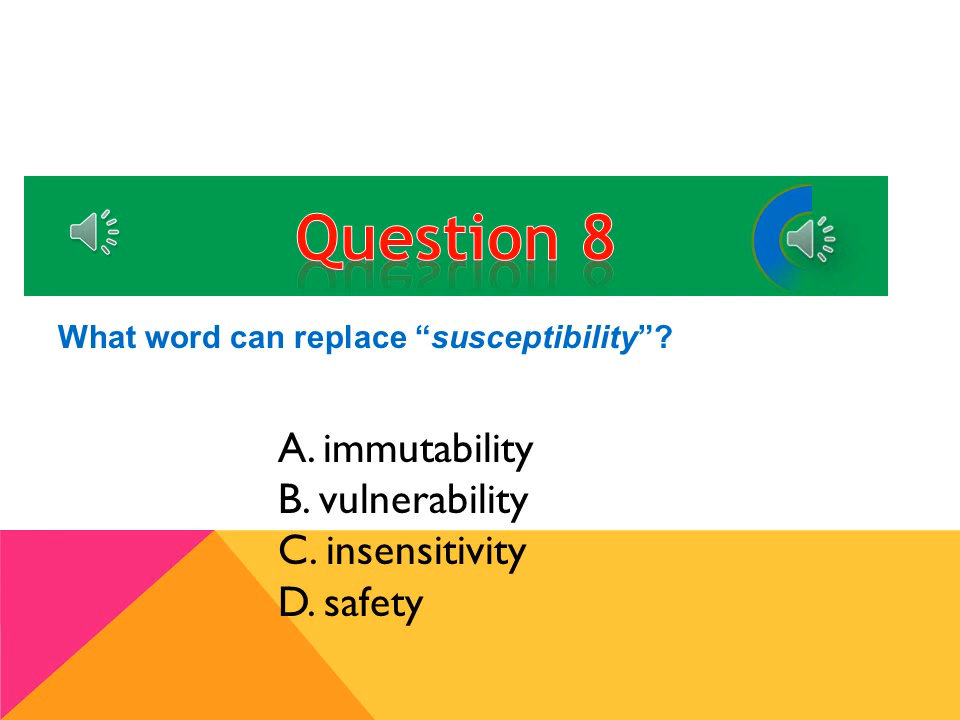 Question 8
What word can replace “susceptibility”?
A. immutability
B. vulnerability
C. insensitivity
D. safety